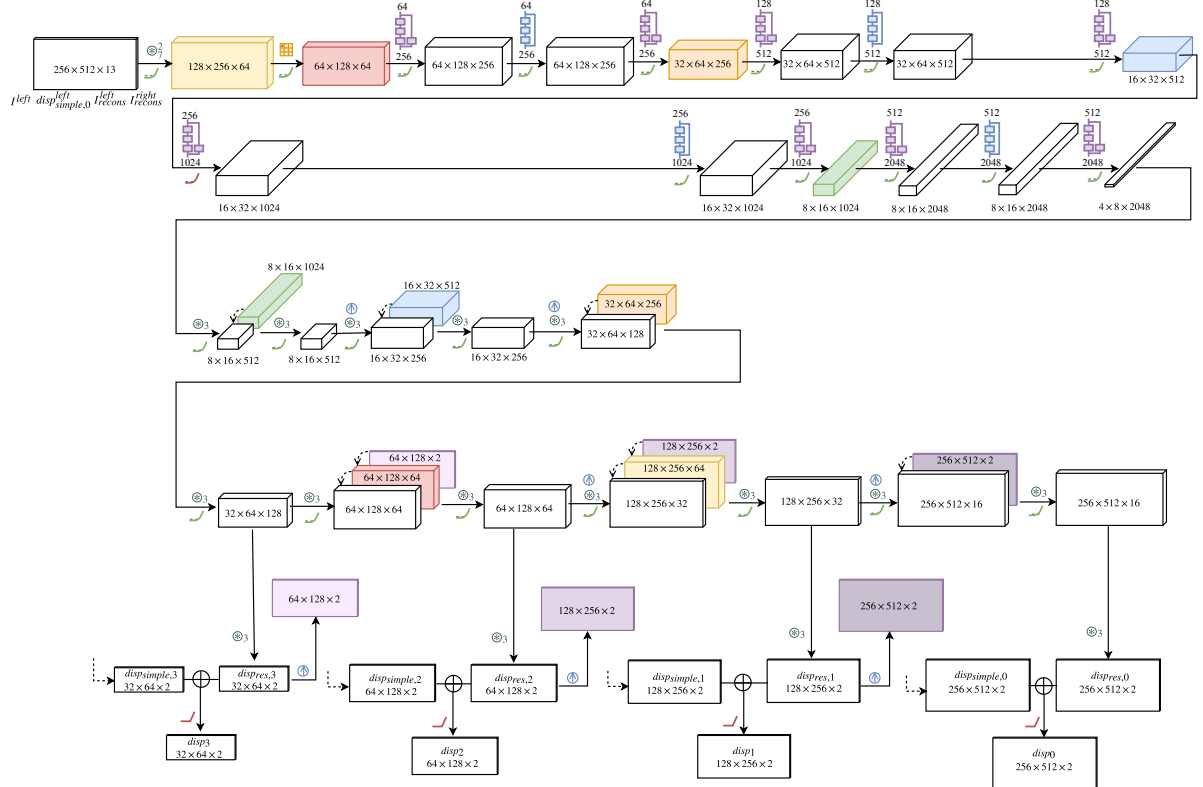 64 128 64 128 128 128
64
2
7
256 256 256 512 512 512
256×512×13
128×256×64
64×128×64
64×128×256
64×128×256
32×64×256
32×64×512
32×64×512
16×32×512
I^left disp^left_simple,0 I^left_recons I^right_recons
256 256 256 512 512 512
1024 1024 1024 2048 2048 2048
16×32×1024
16×32×1024
8×16×1024
8×16×2048
8×16×2048
4×8×2048
8×16×1024
16×32×512
32×64×256
3 3 3 3 3
32×64×128
8×16×512
8×16×512
16×32×256
16×32×256
64×128×2
128×256×2
256×512×2
64×128×64
128×256×64
3 3 3 3 3 3 3
32×64×128
64×128×64
64×128×64
128×256×32
128×256×32
256×512×16
256×512×16
64×128×2
128×256×2
256×512×2
3 3 3 3
disp_simple,3
32×64×2
disp_res,3
32×64×2
disp_simple,2
64×128×2
disp_res,2
64×128×2
disp_simple,1
128×256×2
disp_res,1
128×256×2
disp_simple,0
256×512×2
disp_res,0
256×512×2
disp3
32×64×2
disp2
64×128×2
disp1
128×256×2
disp0
256×512×2